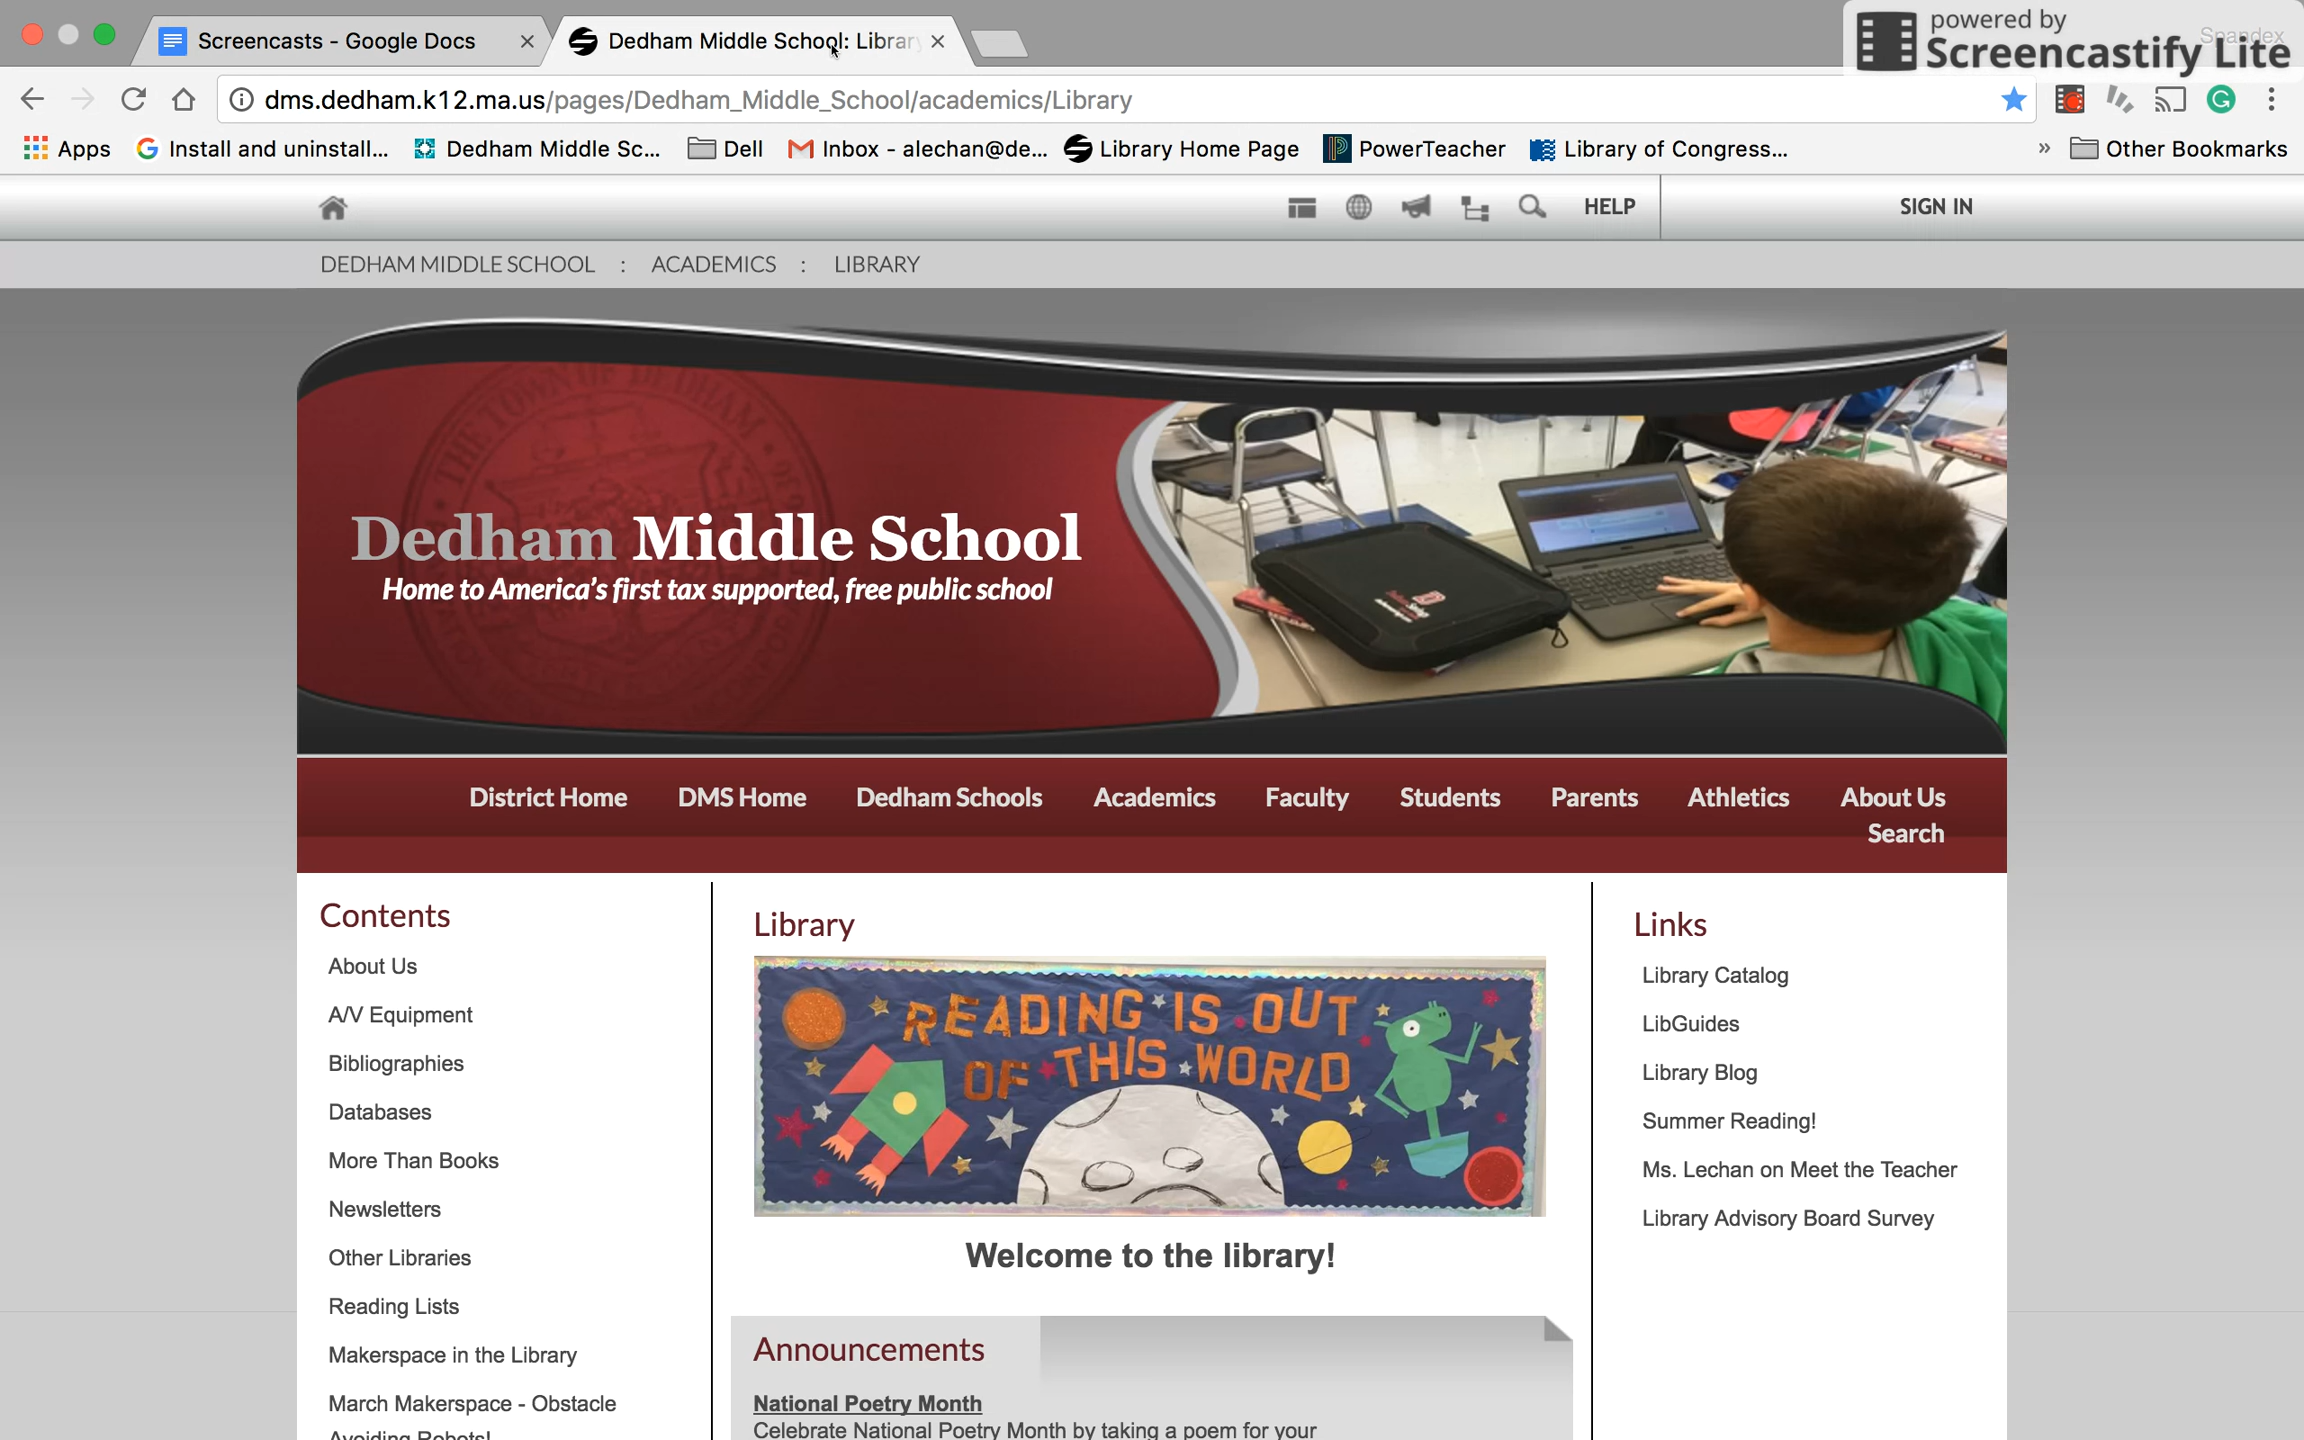 Screencasts - Google Docs
Dedham Middle School: Library
powered by
Screencastify Lite
Spandex
dms.dedham.k12.ma.us/pages/Dedham_Middle_School/academics/Library
Apps
Install and uninstall...
Dedham Middle Sc...
Dell
Inbox - alechan@de...
Library Home Page
PowerTeacher
Library of Congress...
»
Other Bookmarks
HELP
SIGN IN
DEDHAM MIDDLE SCHOOL : ACADEMICS : LIBRARY
THE TOWN OF DEDHAM
Dedham Middle School
Home to America's first tax supported, free public school
District Home
DMS Home
Dedham Schools
Academics
Faculty
Students
Parents
Athletics
About Us
Search
Contents
About Us
A/V Equipment
Bibliographies
Databases
More Than Books
Newsletters
Other Libraries
Reading Lists
Makerspace in the Library
March Makerspace - Obstacle
Avoiding Robots!
Library
READING IS OUT
OF THIS WORLD
Welcome to the library!
Announcements
National Poetry Month
Celebrate National Poetry Month by taking a poem for your
Links
Library Catalog
LibGuides
Library Blog
Summer Reading!
Ms. Lechan on Meet the Teacher
Library Advisory Board Survey